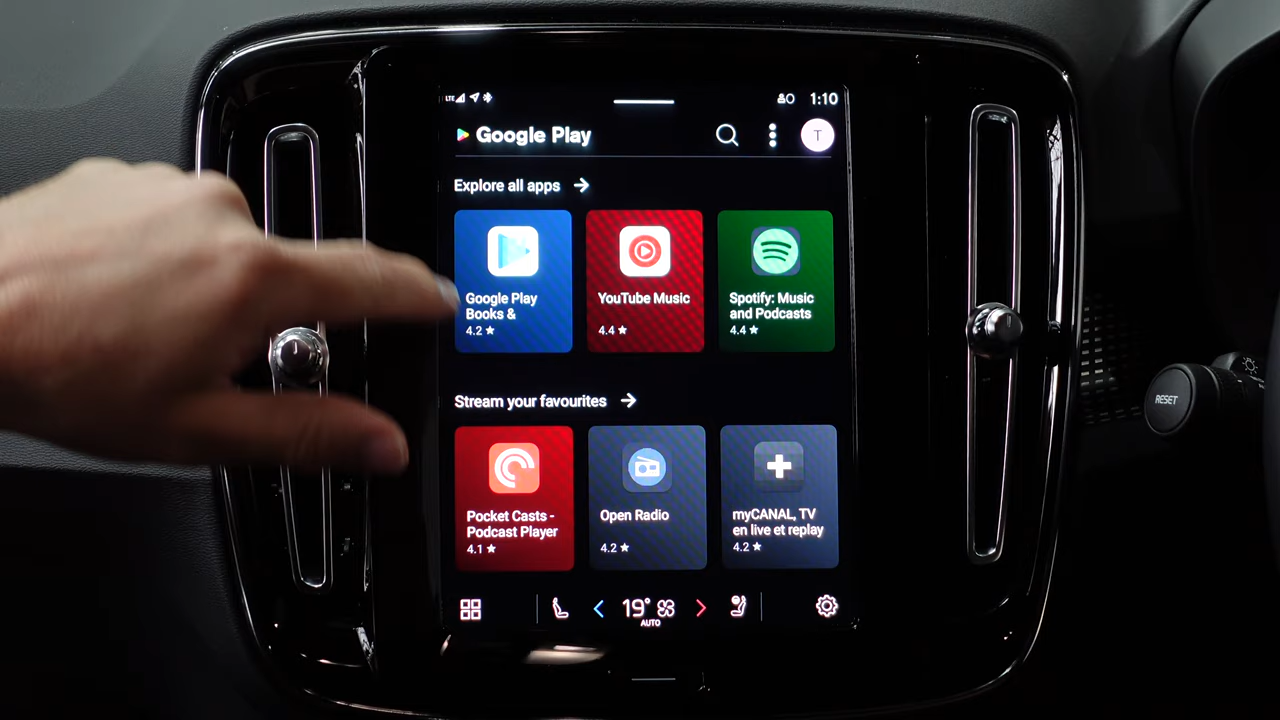 LTE
1:10
Google Play
T
Explore all apps
Google Play
Books &
4.2 ★
YouTube Music
4.4 ★
Spotify: Music
and Podcasts
4.4 ★
Stream your favourites
Pocket Casts -
Podcast Player
4.1 ★
Open Radio
4.2 ★
myCANAL, TV
en live et replay
4.2 ★
19°
AUTO
RESET